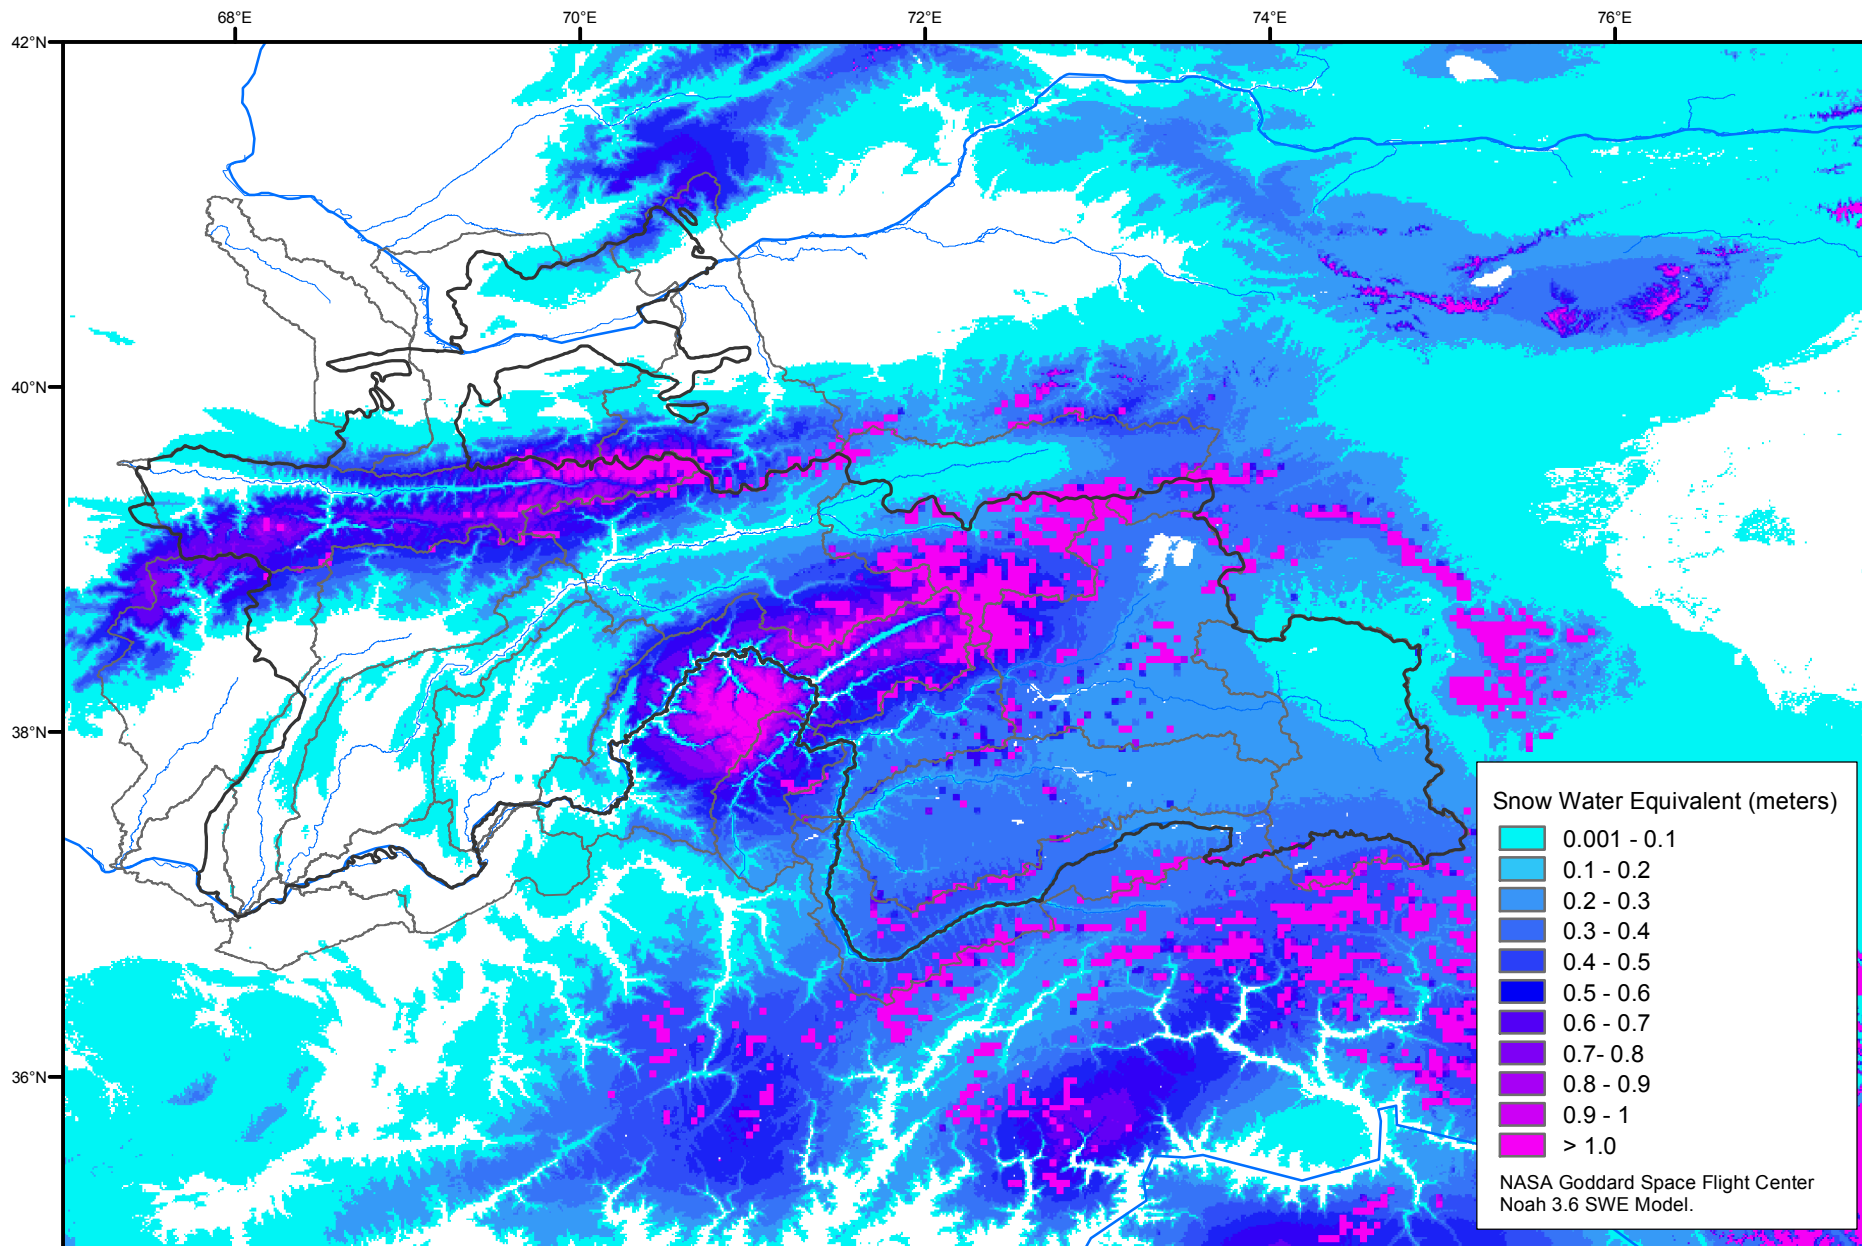 68°E 70°E 72°E 74°E 76°E
42°N
40°N
38°N
36°N
Snow Water Equivalent (meters)
0.001 - 0.1
0.1 - 0.2
0.2 - 0.3
0.3 - 0.4
0.4 - 0.5
0.5 - 0.6
0.6 - 0.7
0.7- 0.8
0.8 - 0.9
0.9 - 1
> 1.0
NASA Goddard Space Flight Center
Noah 3.6 SWE Model.